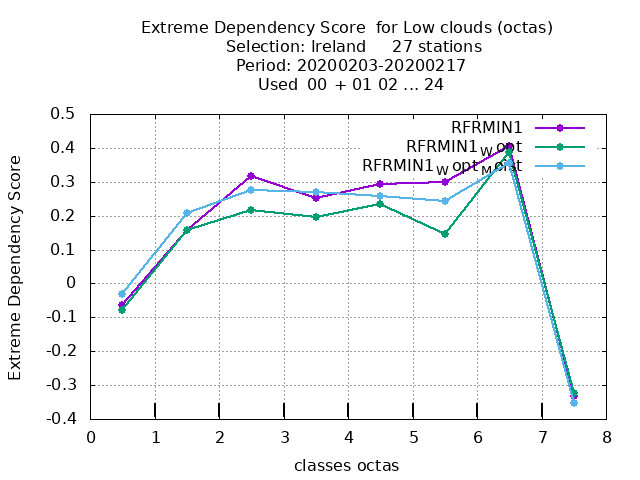 Extreme Dependency Score  for Low clouds (octas)
Selection: Ireland     27 stations
Period: 20200203-20200217
Used  00  + 01 02 ... 24
RFRMIN1
RFRMIN1_W opt
RFRMIN1_W opt_M ont
Extreme Dependency Score
0.5
0.4
0.3
0.2
0.1
0
-0.1
-0.2
-0.3
-0.4
0 1 2 3 4 5 6 7 8
classes octas